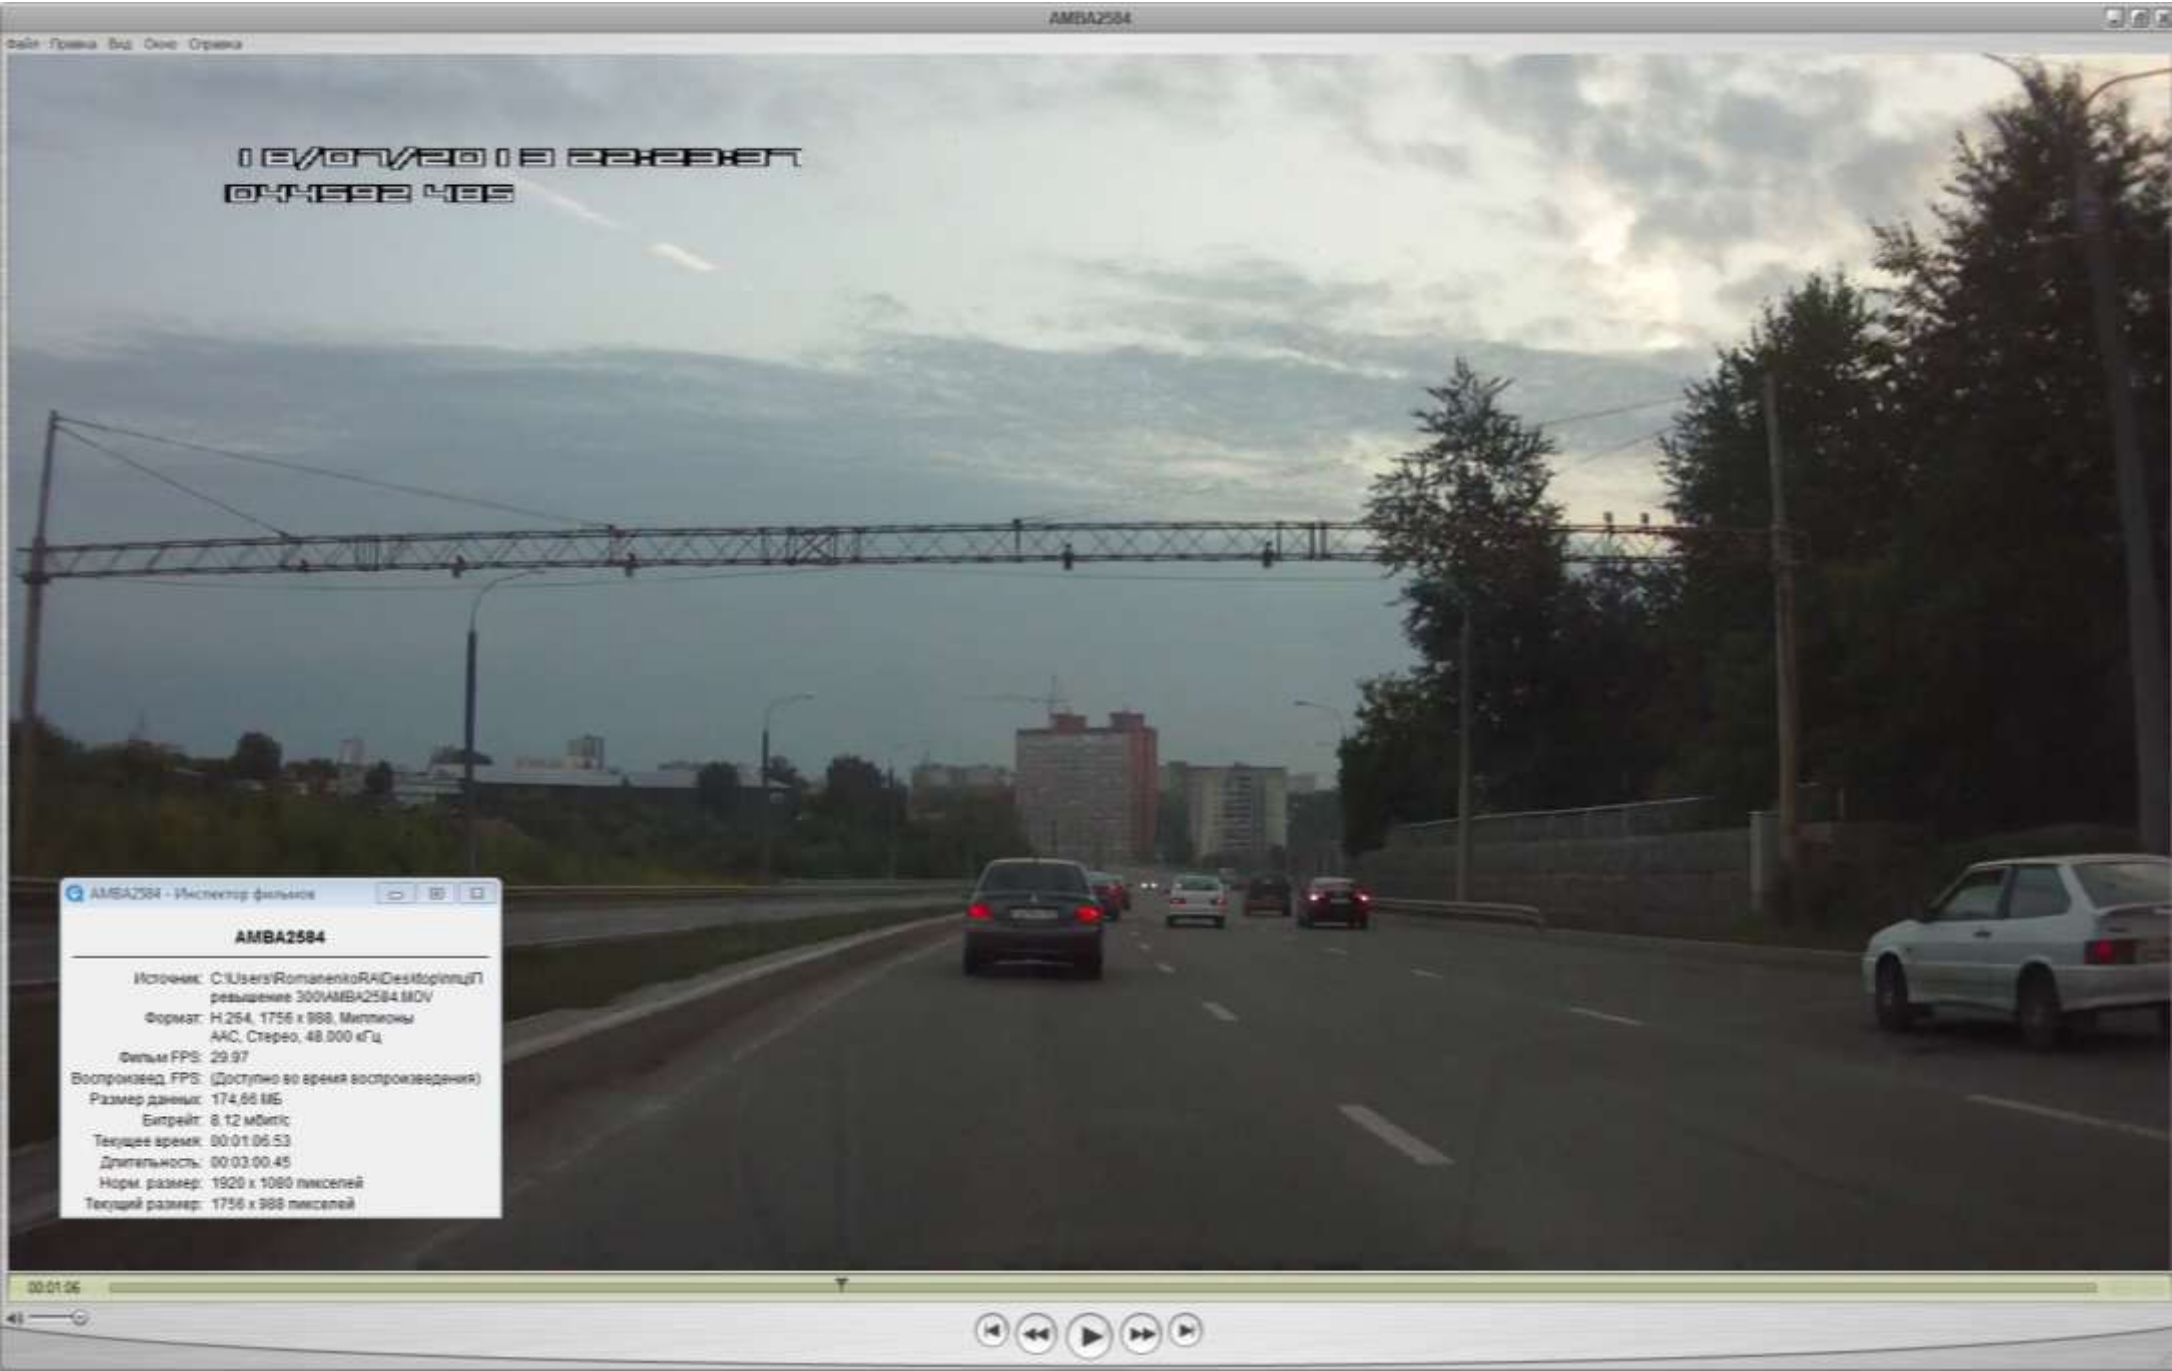 AMBA2584
Файл Правка Вид Окно Справка
18/07/2013 22:23:37
044592 485
AMBA2584 - Инспектор фильмов
AMBA2584
Источник: C:\Users\RomanenkoRA\Desktop\ппц\П
ревышение 300\AMBA2584.MOV
Формат: H.264, 1756 x 988, Миллионы
AAC, Стерео, 48.000 кГц
Фильм FPS: 29.97
Воспроизвед. FPS: (Доступно во время воспроизведения)
Размер данных: 174,66 МБ
Битрейт: 8.12 мбит/с
Текущее время: 00:01:06.53
Длительность: 00:03:00.45
Норм. размер: 1920 x 1080 пикселей
Текущий размер: 1756 x 988 пикселей
00:01:06